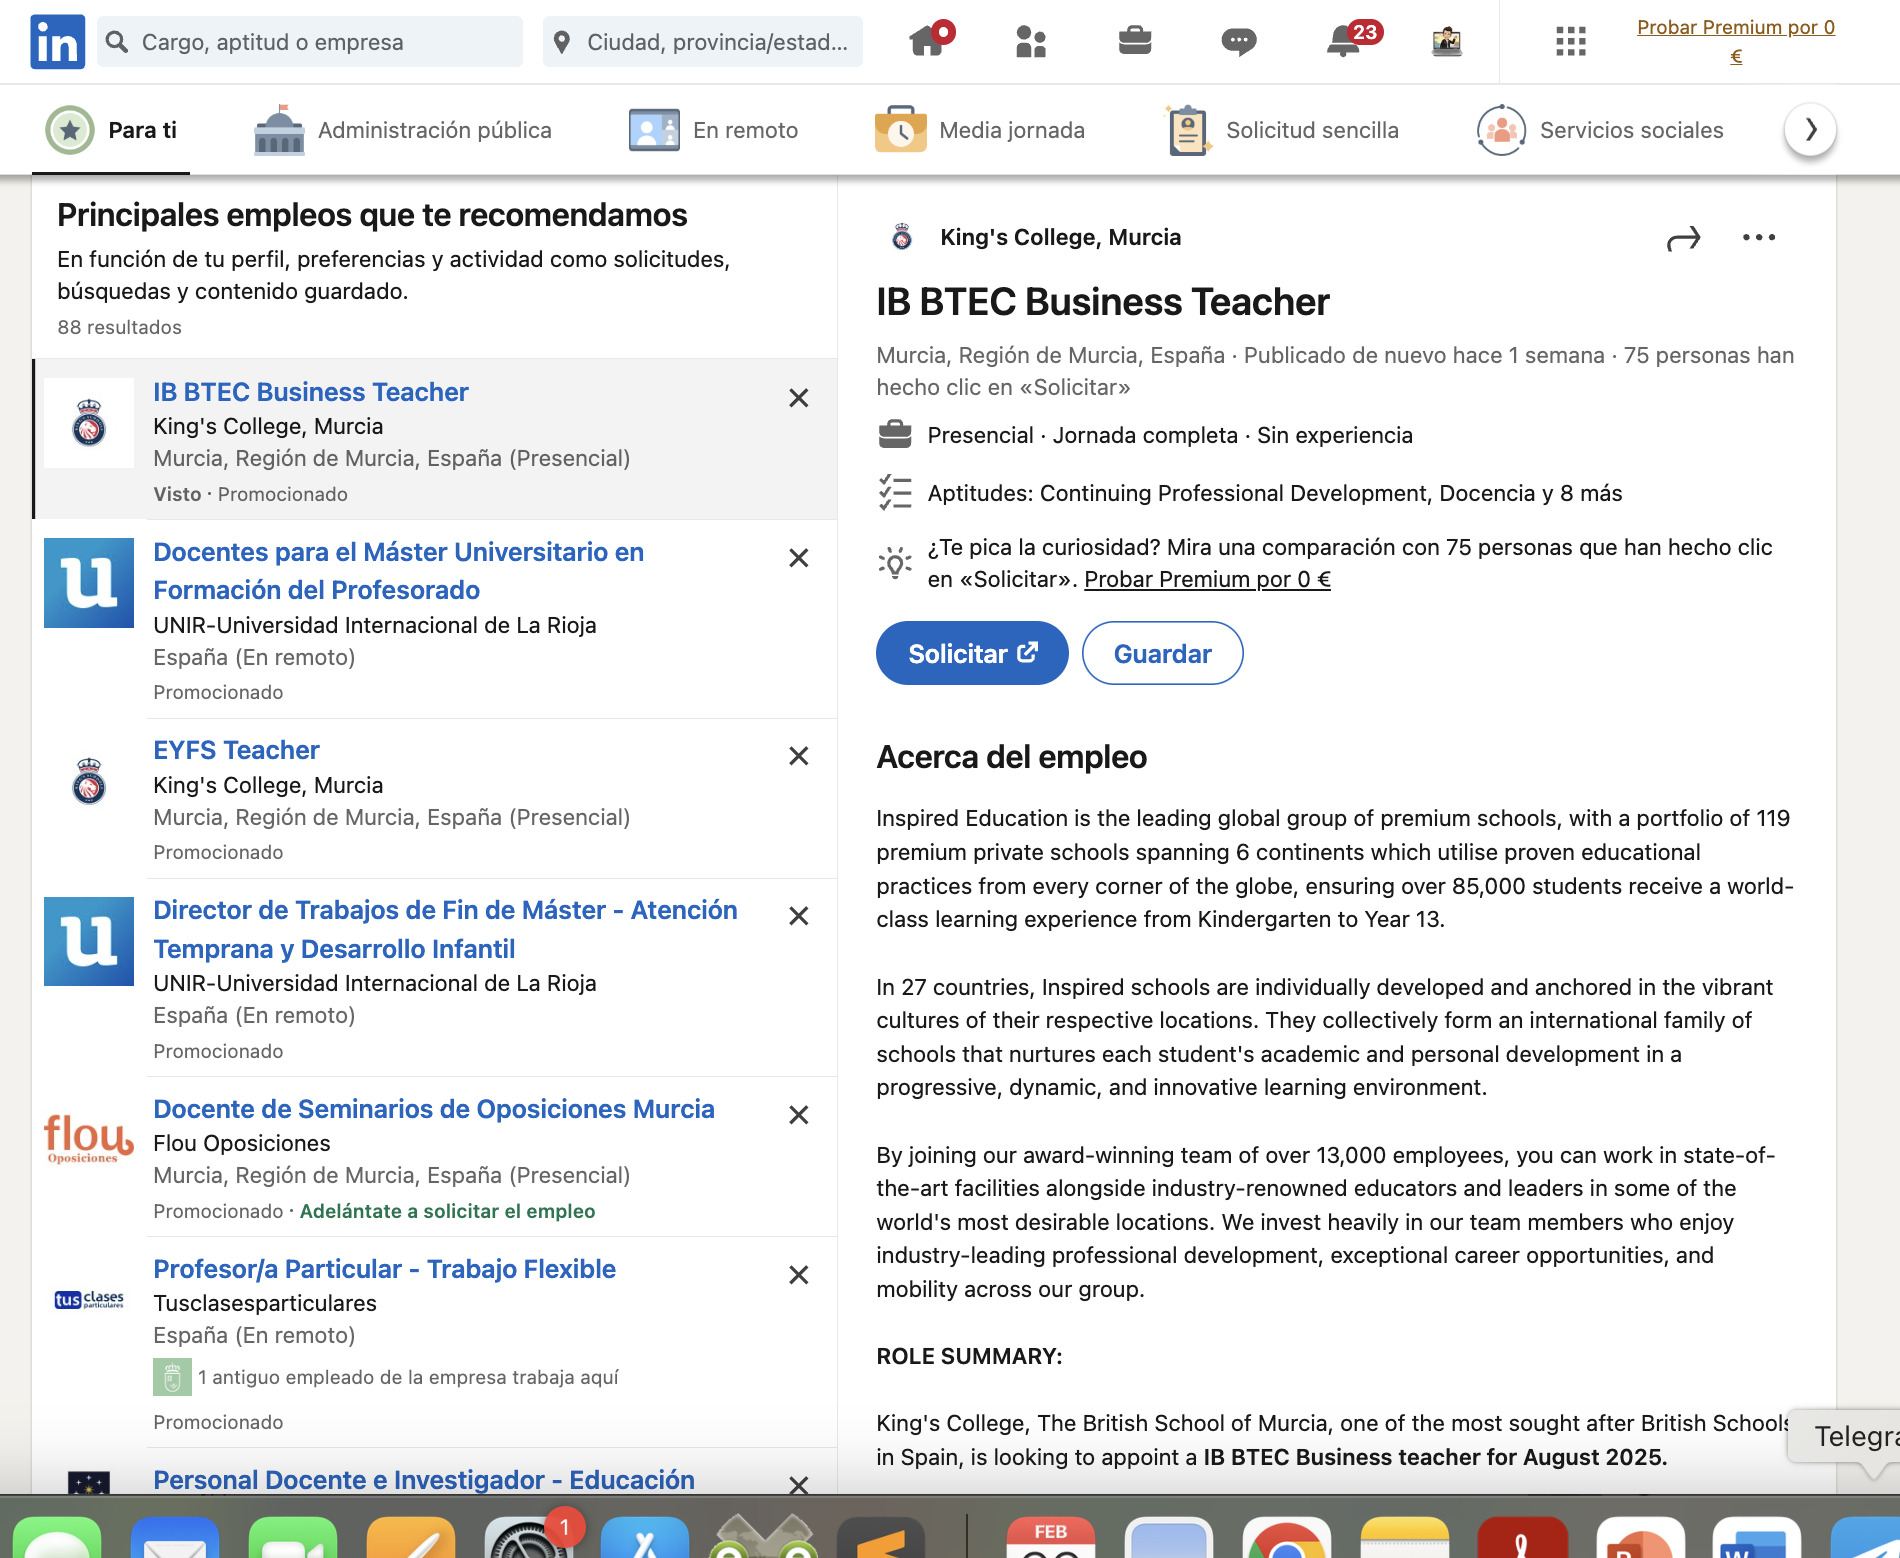 in
Cargo, aptitud o empresa
Ciudad, provincia/estad...
23
Probar Premium por 0
€
Para ti
Administración pública
En remoto
Media jornada
Solicitud sencilla
Servicios sociales
Principales empleos que te recomendamos
En función de tu perfil, preferencias y actividad como solicitudes,
búsquedas y contenido guardado.
88 resultados
IB BTEC Business Teacher
King's College, Murcia
Murcia, Región de Murcia, España (Presencial)
Visto · Promocionado
u
Docentes para el Máster Universitario en
Formación del Profesorado
UNIR-Universidad Internacional de La Rioja
España (En remoto)
Promocionado
EYFS Teacher
King's College, Murcia
Murcia, Región de Murcia, España (Presencial)
Promocionado
u
Director de Trabajos de Fin de Máster - Atención
Temprana y Desarrollo Infantil
UNIR-Universidad Internacional de La Rioja
España (En remoto)
Promocionado
flou
Oposiciones
Docente de Seminarios de Oposiciones Murcia
Flou Oposiciones
Murcia, Región de Murcia, España (Presencial)
Promocionado · Adelántate a solicitar el empleo
tus clases
particulares
Profesor/a Particular - Trabajo Flexible
Tusclasesparticulares
España (En remoto)
1 antiguo empleado de la empresa trabaja aquí
Promocionado
Personal Docente e Investigador - Educación
King's College, Murcia
IB BTEC Business Teacher
Murcia, Región de Murcia, España · Publicado de nuevo hace 1 semana · 75 personas han
hecho clic en «Solicitar»
Presencial · Jornada completa · Sin experiencia
Aptitudes: Continuing Professional Development, Docencia y 8 más
¿Te pica la curiosidad? Mira una comparación con 75 personas que han hecho clic
en «Solicitar». Probar Premium por 0 €
Solicitar
Guardar
Acerca del empleo
Inspired Education is the leading global group of premium schools, with a portfolio of 119
premium private schools spanning 6 continents which utilise proven educational
practices from every corner of the globe, ensuring over 85,000 students receive a world-
class learning experience from Kindergarten to Year 13.
In 27 countries, Inspired schools are individually developed and anchored in the vibrant
cultures of their respective locations. They collectively form an international family of
schools that nurtures each student's academic and personal development in a
progressive, dynamic, and innovative learning environment.
By joining our award-winning team of over 13,000 employees, you can work in state-of-
the-art facilities alongside industry-renowned educators and leaders in some of the
world's most desirable locations. We invest heavily in our team members who enjoy
industry-leading professional development, exceptional career opportunities, and
mobility across our group.
ROLE SUMMARY:
King's College, The British School of Murcia, one of the most sought after British Schools
in Spain, is looking to appoint a IB BTEC Business teacher for August 2025.
Telegra
1
FEB